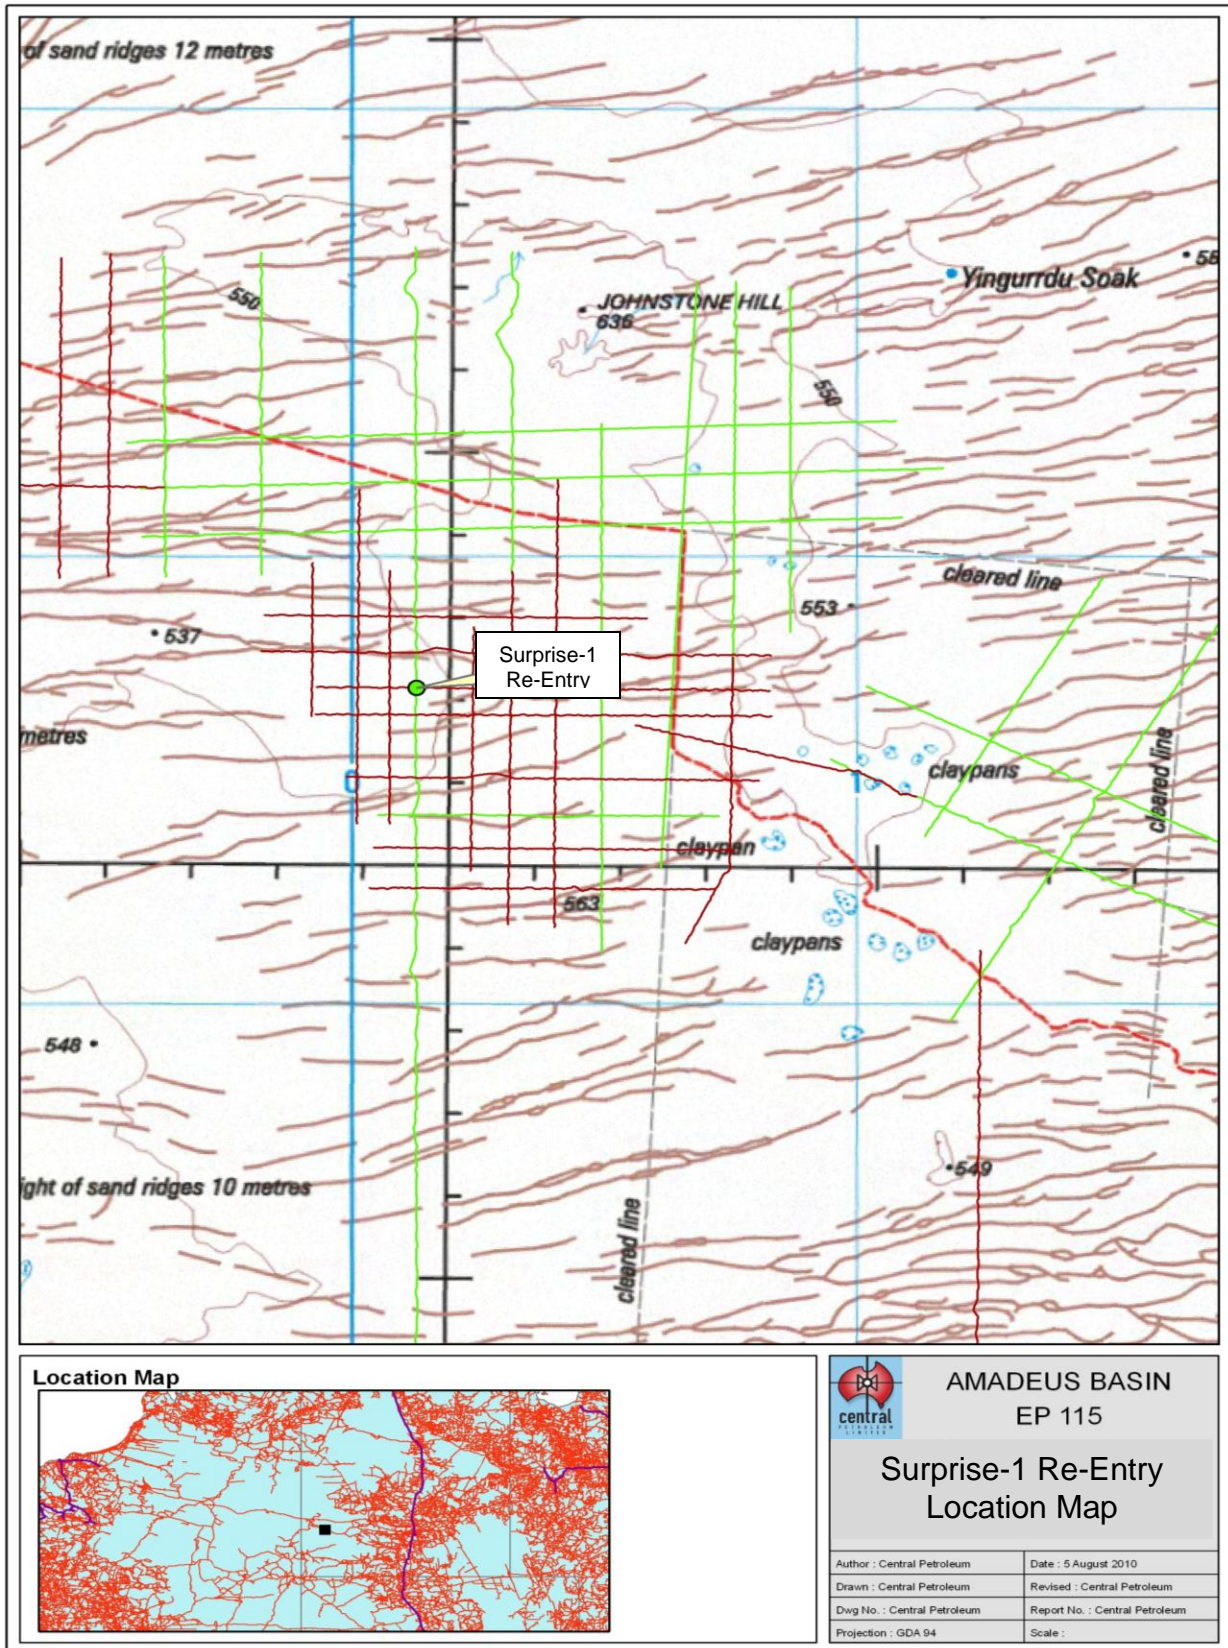 of sand ridges 12 metres
58
Yingurrdu Soak
550
JOHNSTONE HILL
636
550
cleared line
553
537
Surprise-1
Re-Entry
metres
0
1
claypans
cleared line
claypan
563
claypans
548
549
ight of sand ridges 10 metres
cleared line
Location Map
central
PETROLEUM
LIMITED
AMADEUS BASIN
EP 115
Surprise-1 Re-Entry
Location Map
Author : Central Petroleum
Date : 5 August 2010
Drawn : Central Petroleum
Revised : Central Petroleum
Dwg No. : Central Petroleum
Report No. : Central Petroleum
Projection : GDA 94
Scale :